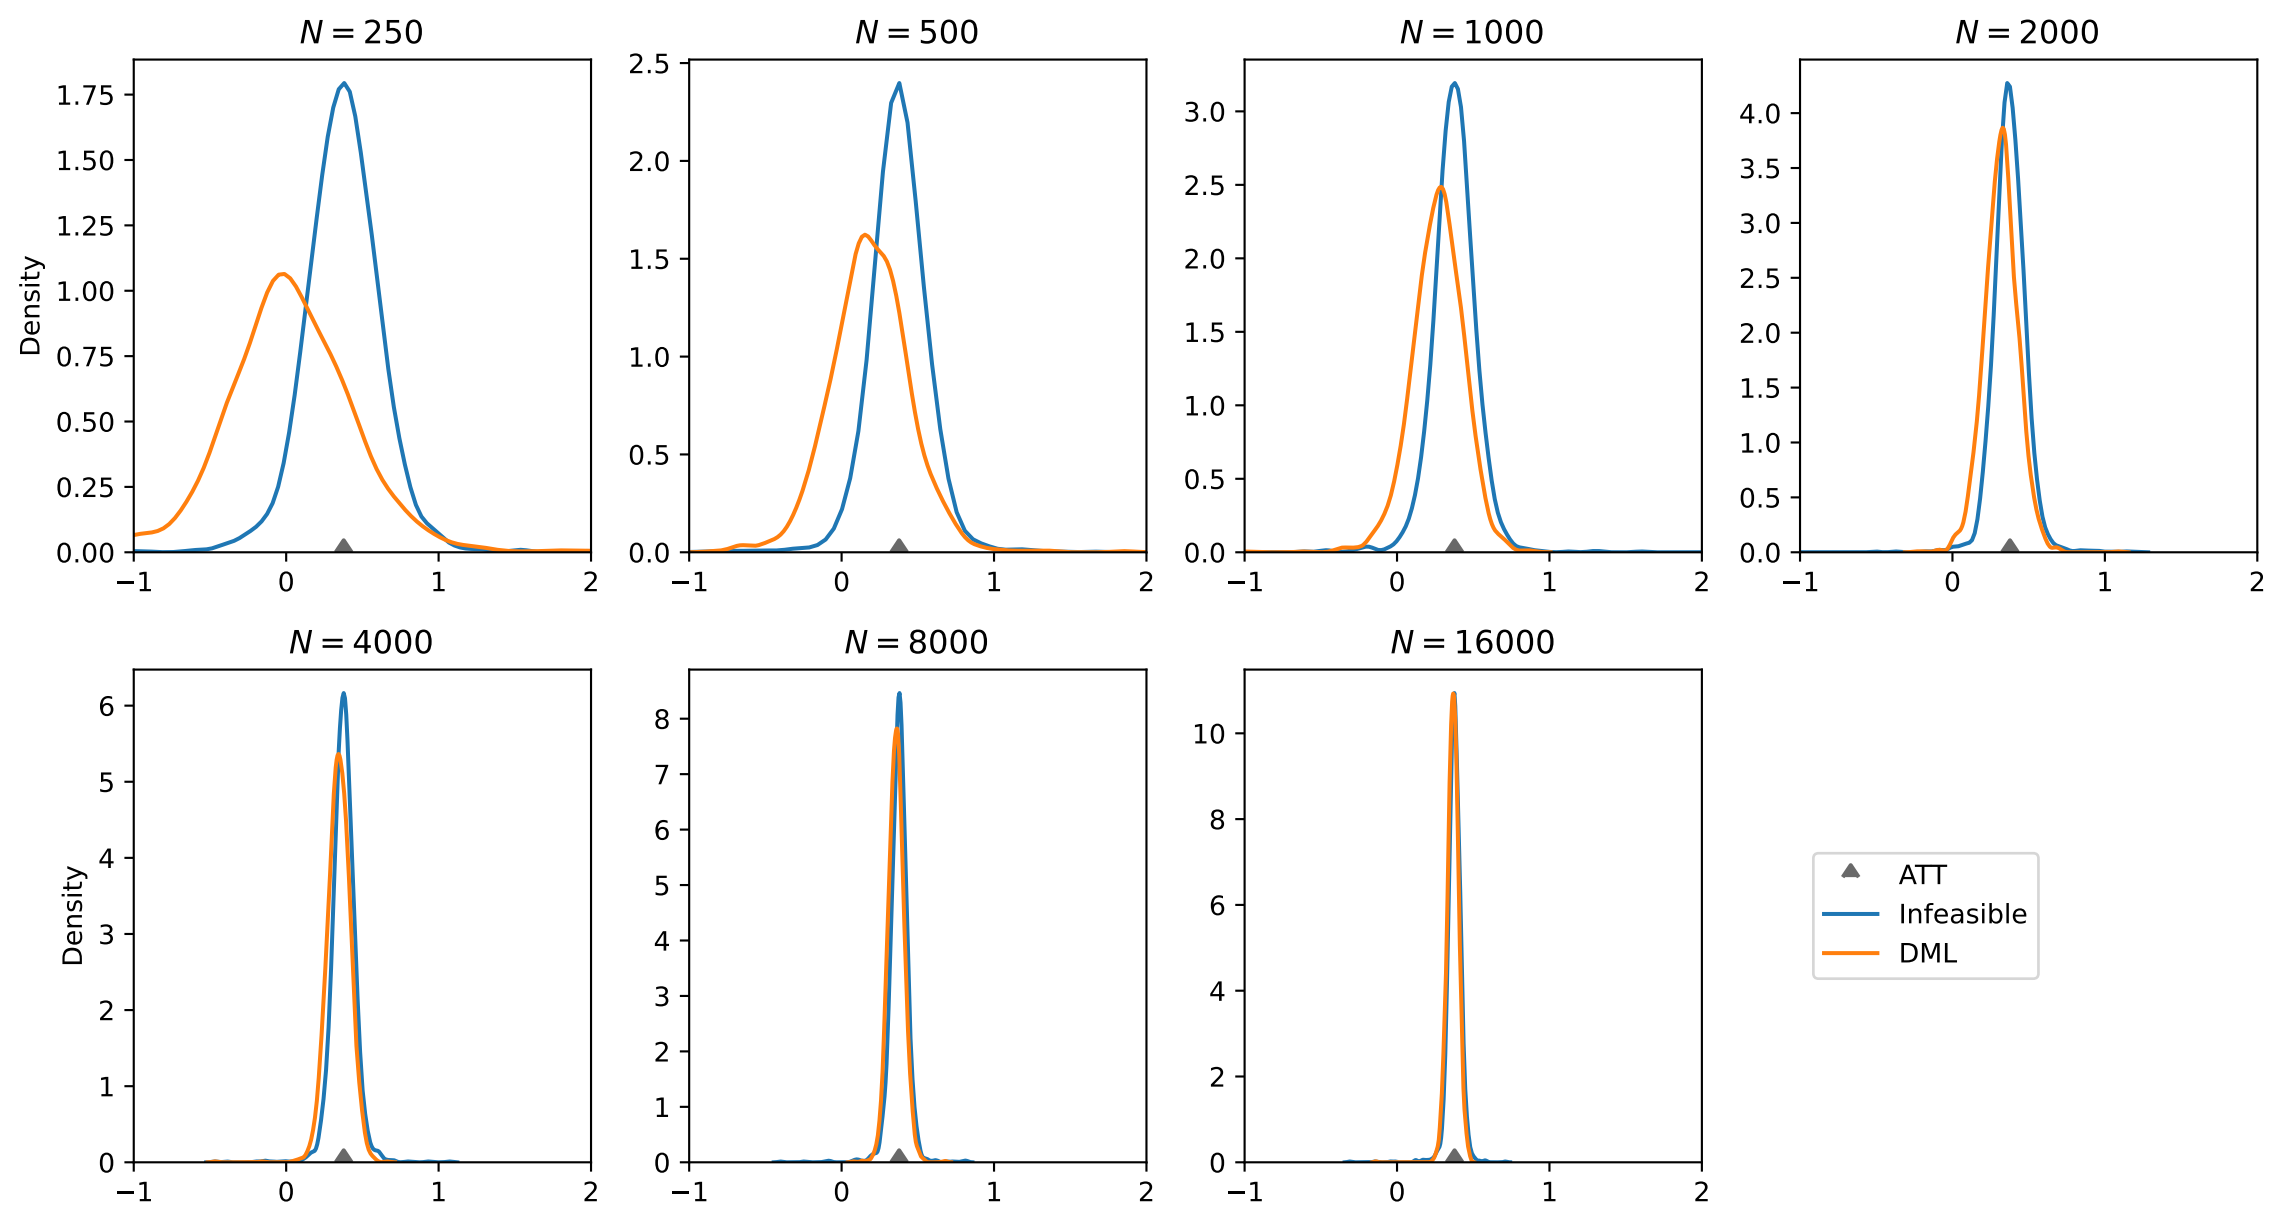 N = 250
N = 500
N = 1000
N = 2000
Density
0.00
0.25
0.50
0.75
1.00
1.25
1.50
1.75
−1 0 1 2
0.0
0.5
1.0
1.5
2.0
2.5
−1 0 1 2
0.0
0.5
1.0
1.5
2.0
2.5
3.0
−1 0 1 2
0.0
0.5
1.0
1.5
2.0
2.5
3.0
3.5
4.0
−1 0 1 2
N = 4000
N = 8000
N = 16000
Density
0
1
2
3
4
5
6
−1 0 1 2
0
1
2
3
4
5
6
7
8
−1 0 1 2
0
2
4
6
8
10
−1 0 1 2
ATT
Infeasible
DML